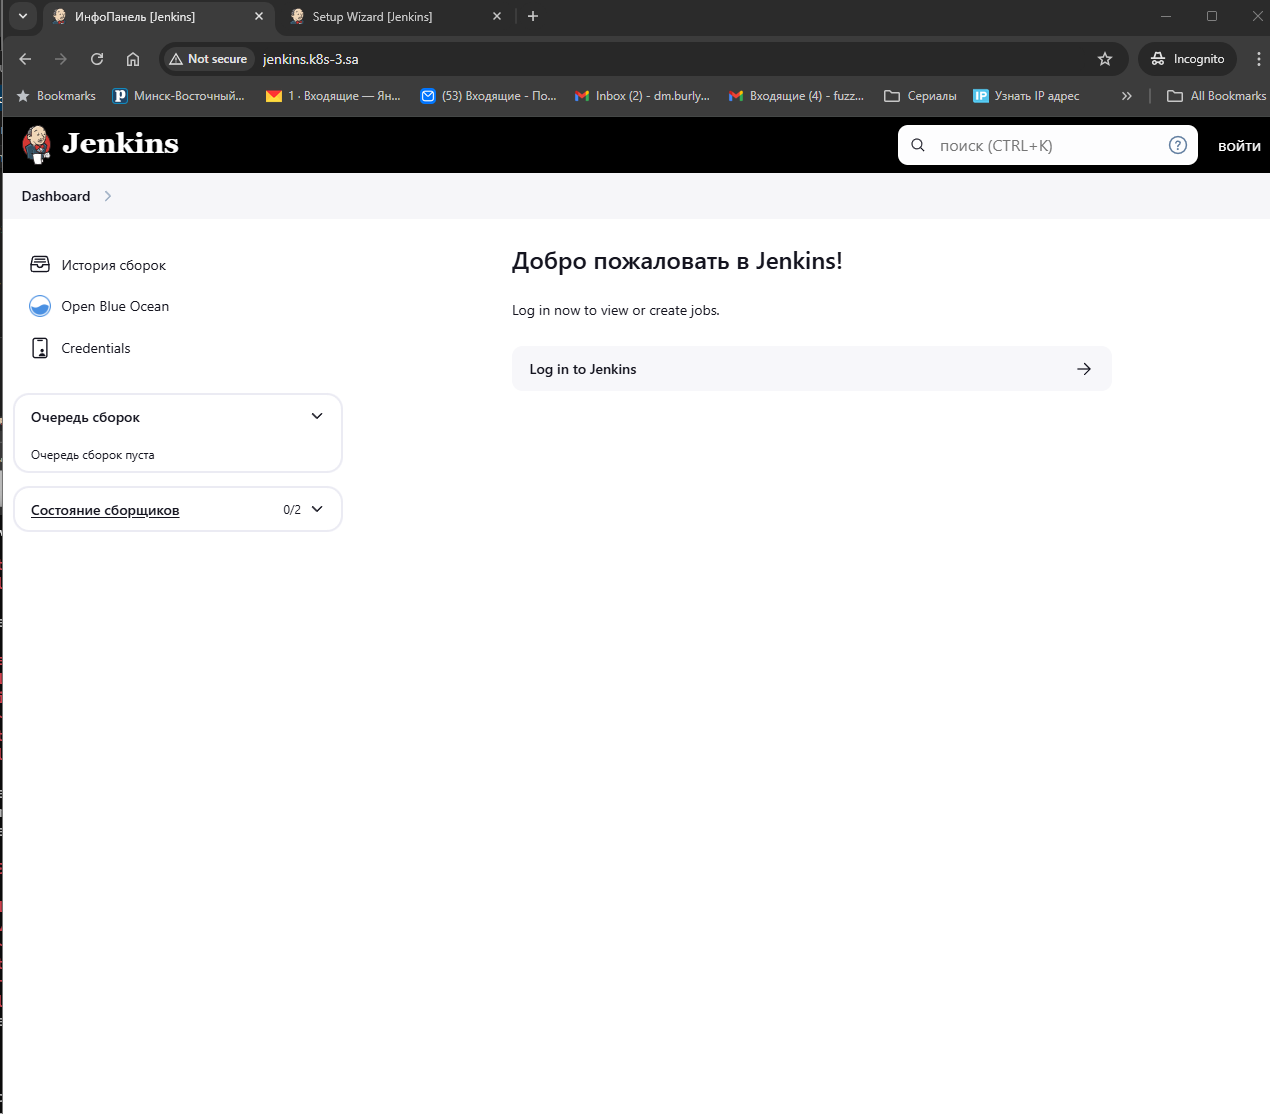 ИнфоПанель [Jenkins]
Setup Wizard [Jenkins]
Not secure
jenkins.k8s-3.sa
Incognito
Bookmarks
Минск-Восточный...
1 · Входящие — Ян...
(53) Входящие - По...
Inbox (2) - dm.burly...
Входящие (4) - fuzz...
Сериалы
IP
Узнать IP адрес
All Bookmarks
Jenkins
поиск (CTRL+K)
войти
Dashboard
История сборок
Open Blue Ocean
Credentials
Очередь сборок
Очередь сборок пуста
Состояние сборщиков
0/2
Добро пожаловать в Jenkins!
Log in now to view or create jobs.
Log in to Jenkins